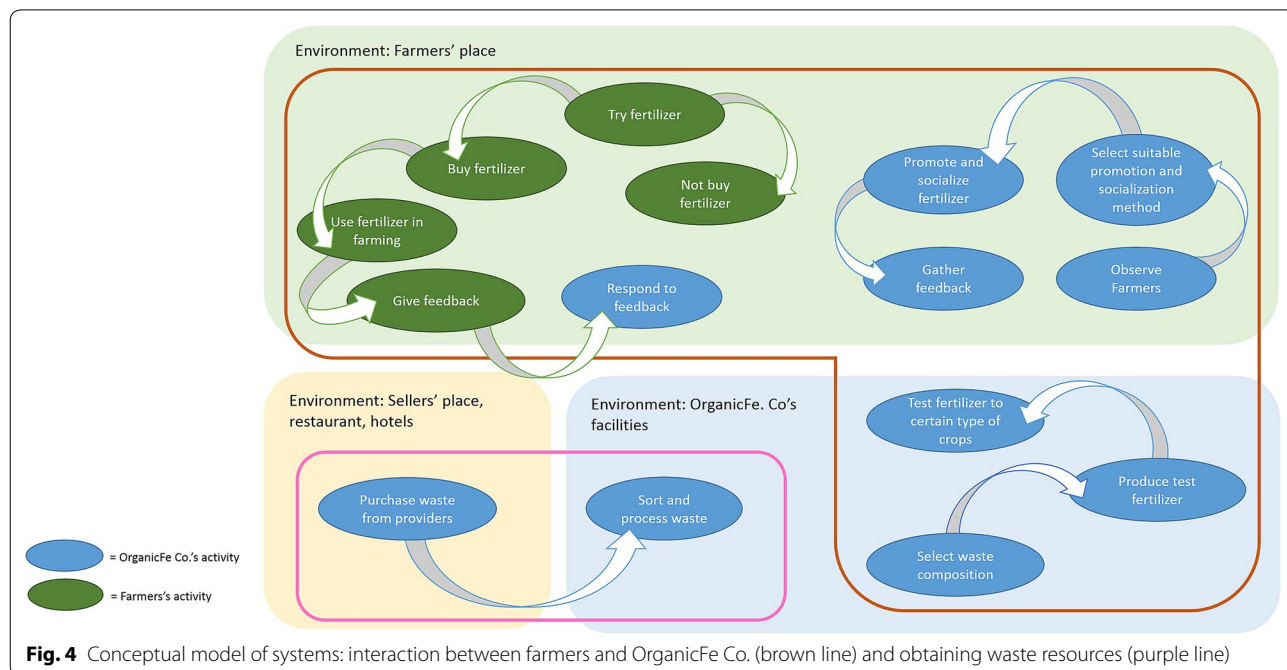 Environment: Farmers' place
Try fertilizer
Buy fertilizer
Not buy
fertilizer
Use fertilizer in
farming
Give feedback
Respond to
feedback
Promote and
socialize
fertilizer
Select suitable
promotion and
socialization
method
Gather
feedback
Observe
Farmers
Environment: Sellers' place,
restaurant, hotels
Environment: OrganicFe. Co's
facilities
Test fertilizer to
certain type of
crops
Produce test
fertilizer
Select waste
composition
Purchase waste
from providers
Sort and
process waste
= OrganicFe Co.'s activity
= Farmers's activity
Fig. 4 Conceptual model of systems: interaction between farmers and OrganicFe Co. (brown line) and obtaining waste resources (purple line)